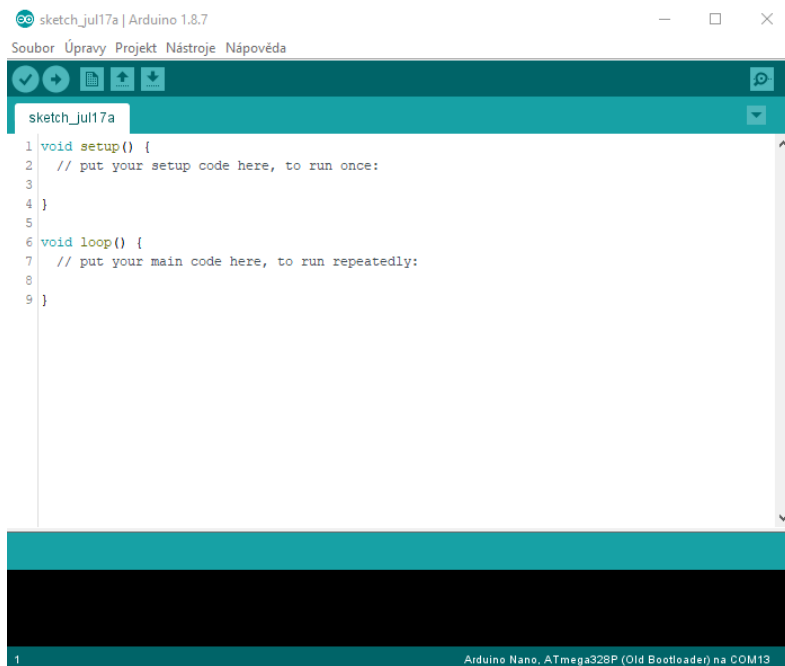 sketch_jul17a | Arduino 1.8.7
Soubor Úpravy Projekt Nástroje Nápověda
sketch_jul17a
1 void setup() {
2   // put your setup code here, to run once:
3
4 }
5
6 void loop() {
7   // put your main code here, to run repeatedly:
8
9 }
1 Arduino Nano, ATmega328P (Old Bootloader) na COM13